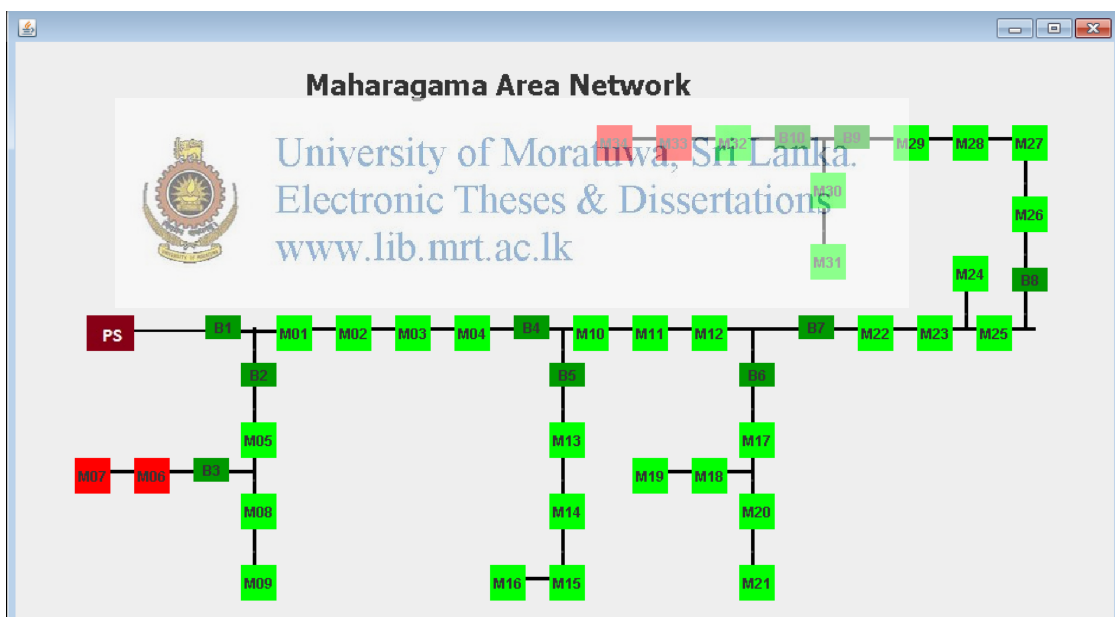 Maharagama Area Network
University of Moratuwa, Sri Lanka.
Electronic Theses & Dissertations
www.lib.mrt.ac.lk
M33 M32 B10 B9 M29 M28 M27
M30 M26
M31
M24 B8
PS B1 M01 M02 M03 M04 B4 M10 M11 M12 B7 M22 M23 M25
B2 B5 B6
M05 M13 M17
M07 M06 B3 M19 M18
M08 M14 M20
M09 M16 M15 M21